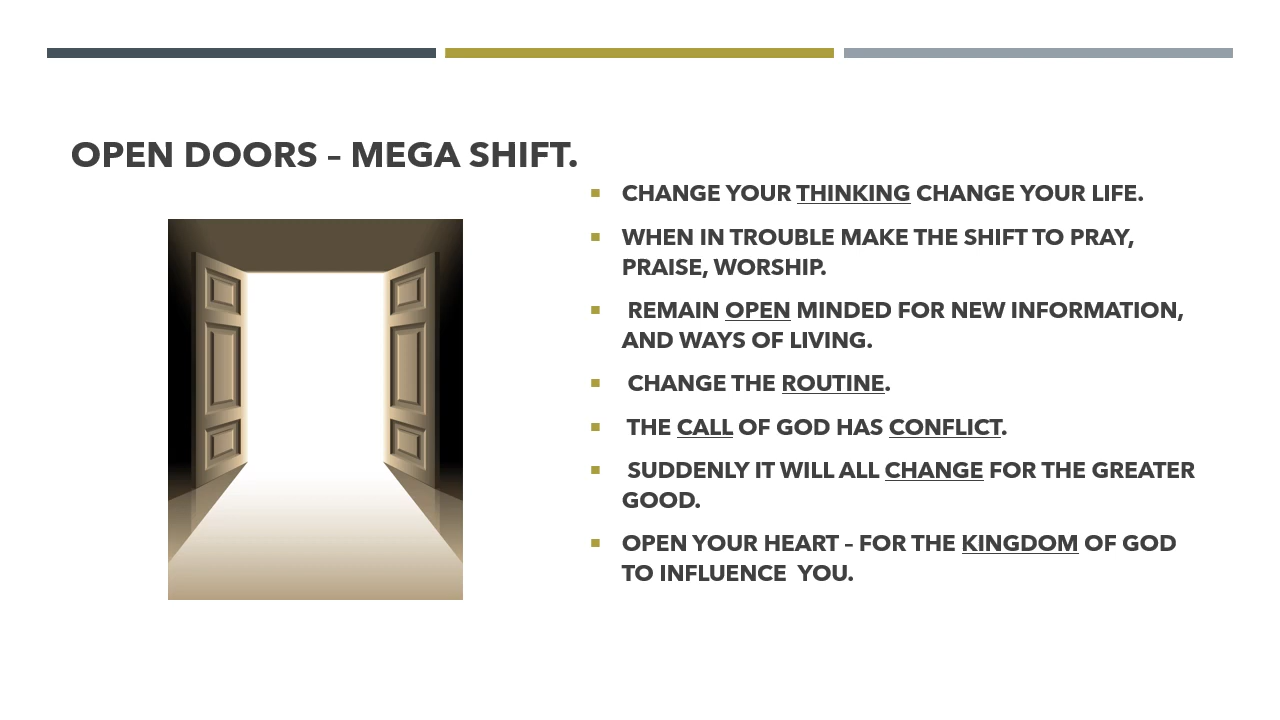 OPEN DOORS – MEGA SHIFT.
CHANGE YOUR THINKING CHANGE YOUR LIFE.
WHEN IN TROUBLE MAKE THE SHIFT TO PRAY,
PRAISE, WORSHIP.
REMAIN OPEN MINDED FOR NEW INFORMATION,
AND WAYS OF LIVING.
CHANGE THE ROUTINE.
THE CALL OF GOD HAS CONFLICT.
SUDDENLY IT WILL ALL CHANGE FOR THE GREATER
GOOD.
OPEN YOUR HEART – FOR THE KINGDOM OF GOD
TO INFLUENCE  YOU.